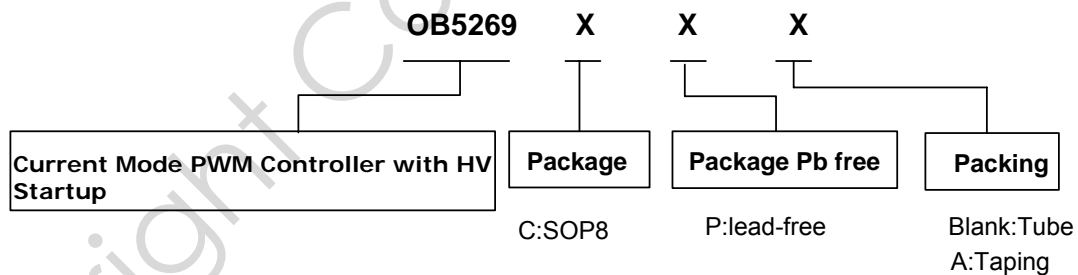 OB5269 X X X
Current Mode PWM Controller with HV
Startup
Package
Package Pb free
Packing
C:SOP8
P:lead-free
Blank:Tube
A:Taping